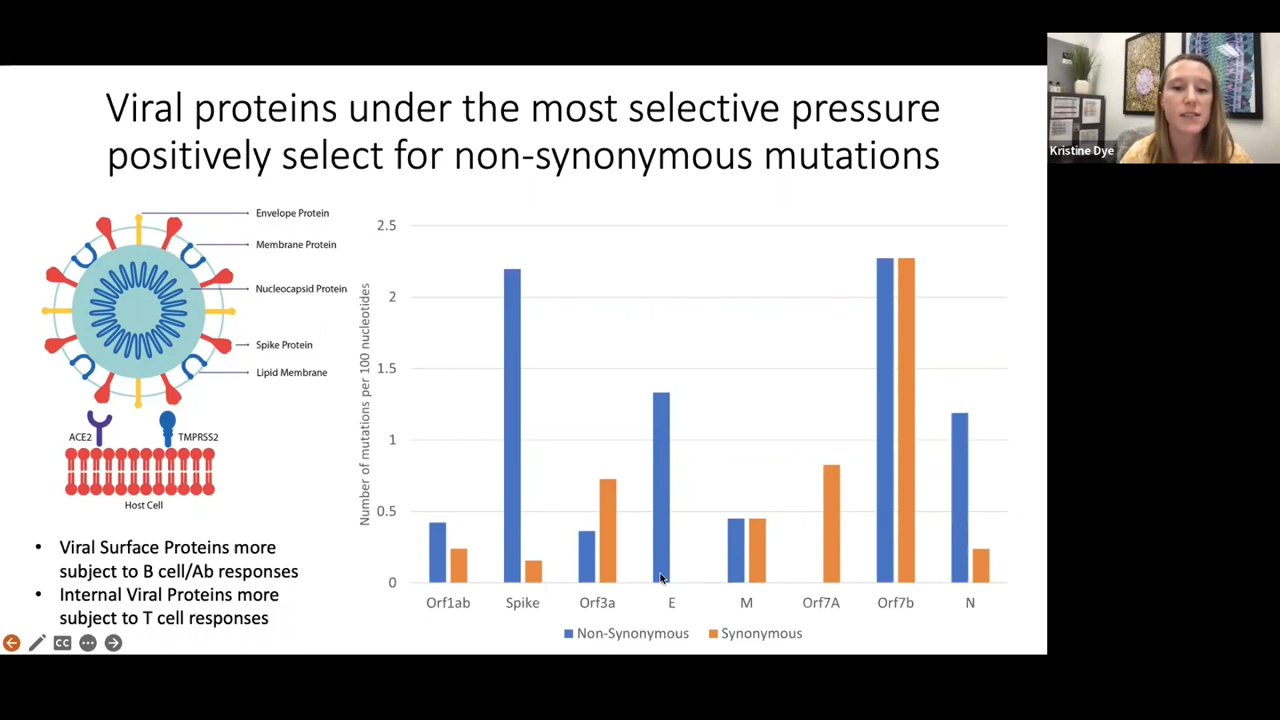 Viral proteins under the most selective pressure
positively select for non-synonymous mutations
Kristine Dye
Envelope Protein
Membrane Protein
Nucleocapsid Protein
Spike Protein
Lipid Membrane
ACE2
TMPRSS2
Host Cell
• Viral Surface Proteins more
subject to B cell/Ab responses
• Internal Viral Proteins more
subject to T cell responses
Number of mutations per 100 nucleotides
2.5
2
1.5
1
0.5
0
Orf1ab Spike Orf3a E M Orf7A Orf7b N
Non-Synonymous Synonymous
CC